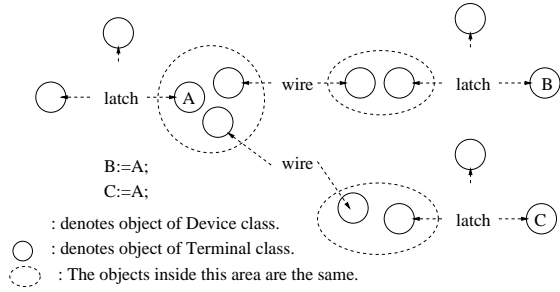 latch
A
wire
latch
B
wire
B:=A;
C:=A;
latch
C
: denotes object of Device class.
: denotes object of Terminal class.
: The objects inside this area are the same.